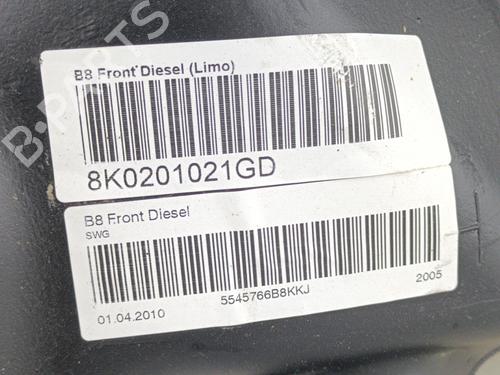 B8 Front Diesel (Limo)
8K0201021GD
B8 Front Diesel
SWG
5545766B8KKJ
01.04.2010
2005
B-PARTS